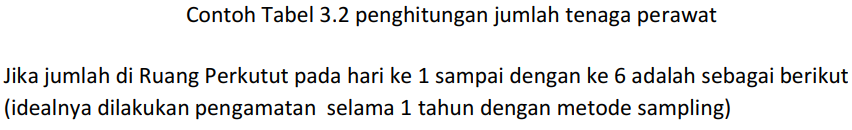 Contoh Tabel 3.2 penghitungan jumlah tenaga perawat
Jika jumlah di Ruang Perkutut pada hari ke 1 sampai dengan ke 6 adalah sebagai berikut
(idealnya dilakukan pengamatan selama 1 tahun dengan metode sampling)